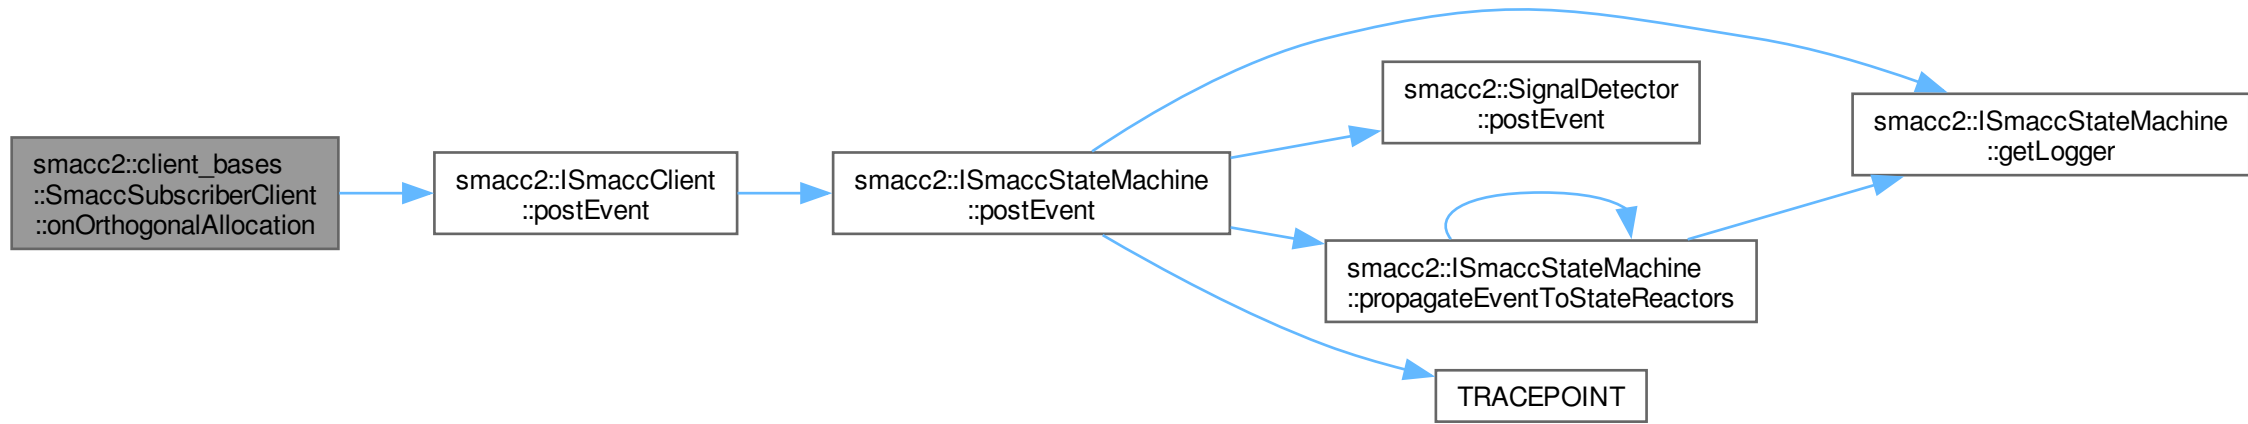 smacc2::client_bases
::SmaccSubscriberClient
::onOrthogonalAllocation
smacc2::ISmaccClient
::postEvent
smacc2::ISmaccStateMachine
::postEvent
smacc2::SignalDetector
::postEvent
smacc2::ISmaccStateMachine
::propagateEventToStateReactors
TRACEPOINT
smacc2::ISmaccStateMachine
::getLogger